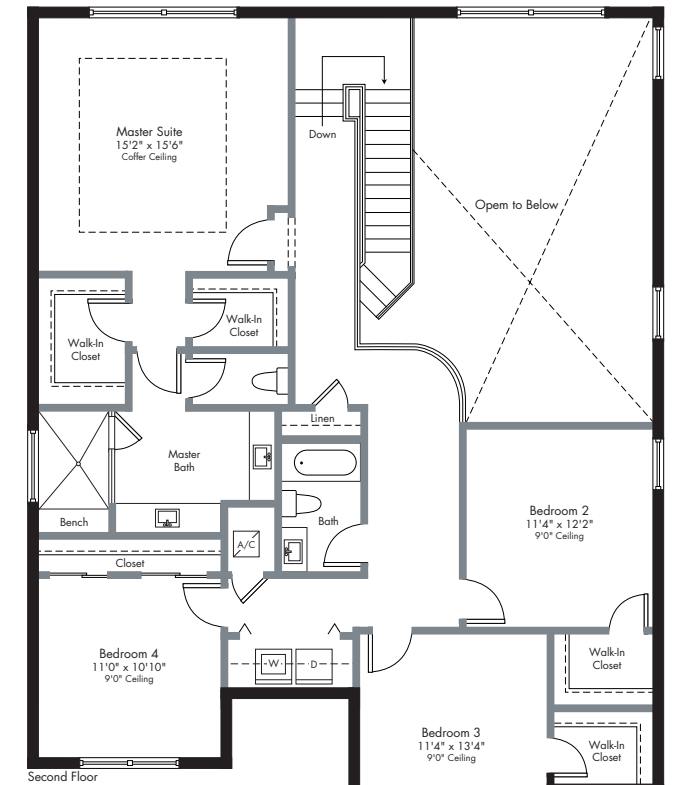 Master Suite
15'2" x 15'6"
Coffer Ceiling
Down
Opem to Below
Walk-In
Closet
Walk-In
Closet
Linen
Master
Bath
Bench
Bath
A/C
Closet
Bedroom 2
11'4" x 12'2"
9'0" Ceiling
Bedroom 4
11'0" x 10'10"
9'0" Ceiling
W
D
Walk-In
Closet
Bedroom 3
11'4" x 13'4"
9'0" Ceiling
Walk-In
Closet
Second Floor